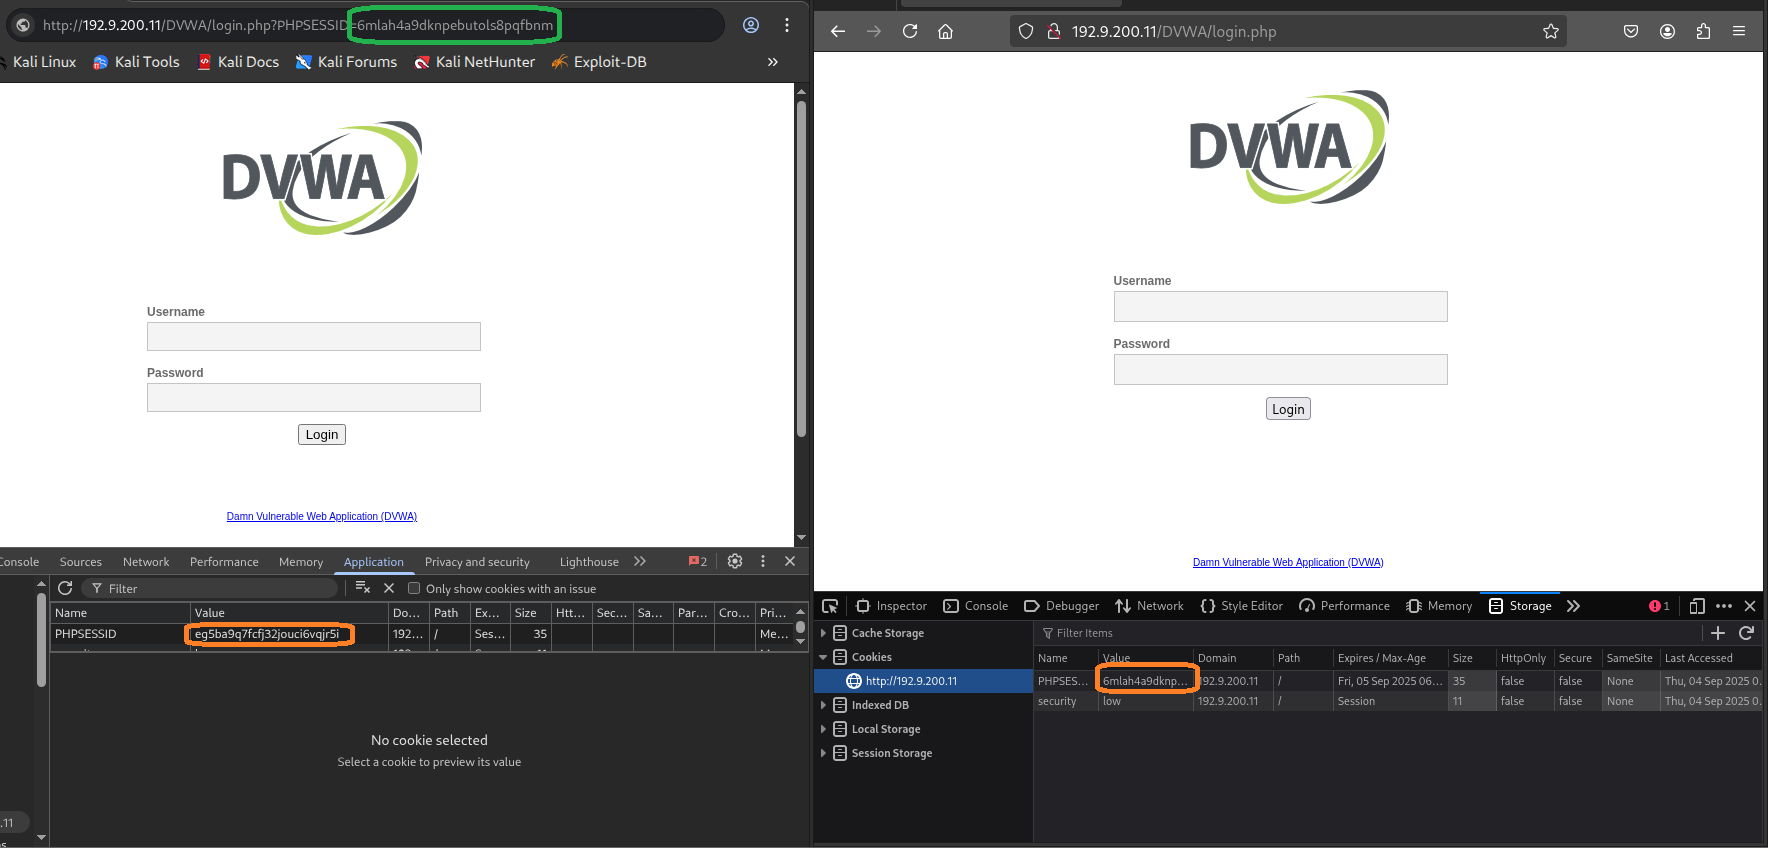 http://192.9.200.11/DVWA/login.php?PHPSESSID=6mlah4a9dknpebutols8pqfbnm
Kali Linux Kali Tools Kali Docs Kali Forums Kali NetHunter Exploit-DB »
DVWA
Username
Password
Login
Damn Vulnerable Web Application (DVWA)
Console Sources Network Performance Memory Application Privacy and security Lighthouse » 2
Filter Only show cookies with an issue
Name Value Do... Path Ex... Size Htt... Sec... Sa... Par... Cro... Pri...
PHPSESSID eg5ba9q7fcfj32jouci6vqjr5i 192... / Ses... 35 Me...
No cookie selected
Select a cookie to preview its value
.11
192.9.200.11/DVWA/login.php
DVWA
Username
Password
Login
Damn Vulnerable Web Application (DVWA)
Inspector Console Debugger Network Style Editor Performance Memory Storage » 1
Cache Storage
Cookies
http://192.9.200.11
Indexed DB
Local Storage
Session Storage
Filter Items
Name Value Domain Path Expires / Max-Age Size HttpOnly Secure SameSite Last Accessed
PHPSES... 6mlah4a9dknp... 192.9.200.11 / Fri, 05 Sep 2025 06... 35 false false None Thu, 04 Sep 2025 0...
security low 192.9.200.11 / Session 11 false false None Thu, 04 Sep 2025 0...